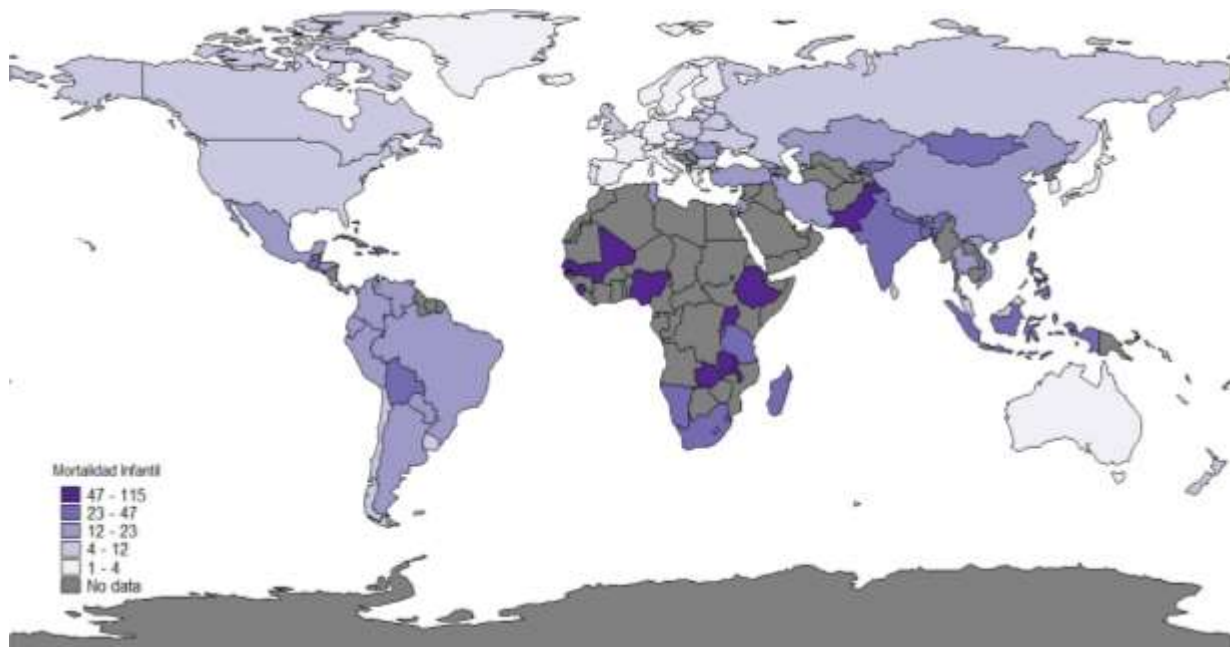 Mortalidad Infantil
47 - 115
23 - 47
12 - 23
4 - 12
1 - 4
No data